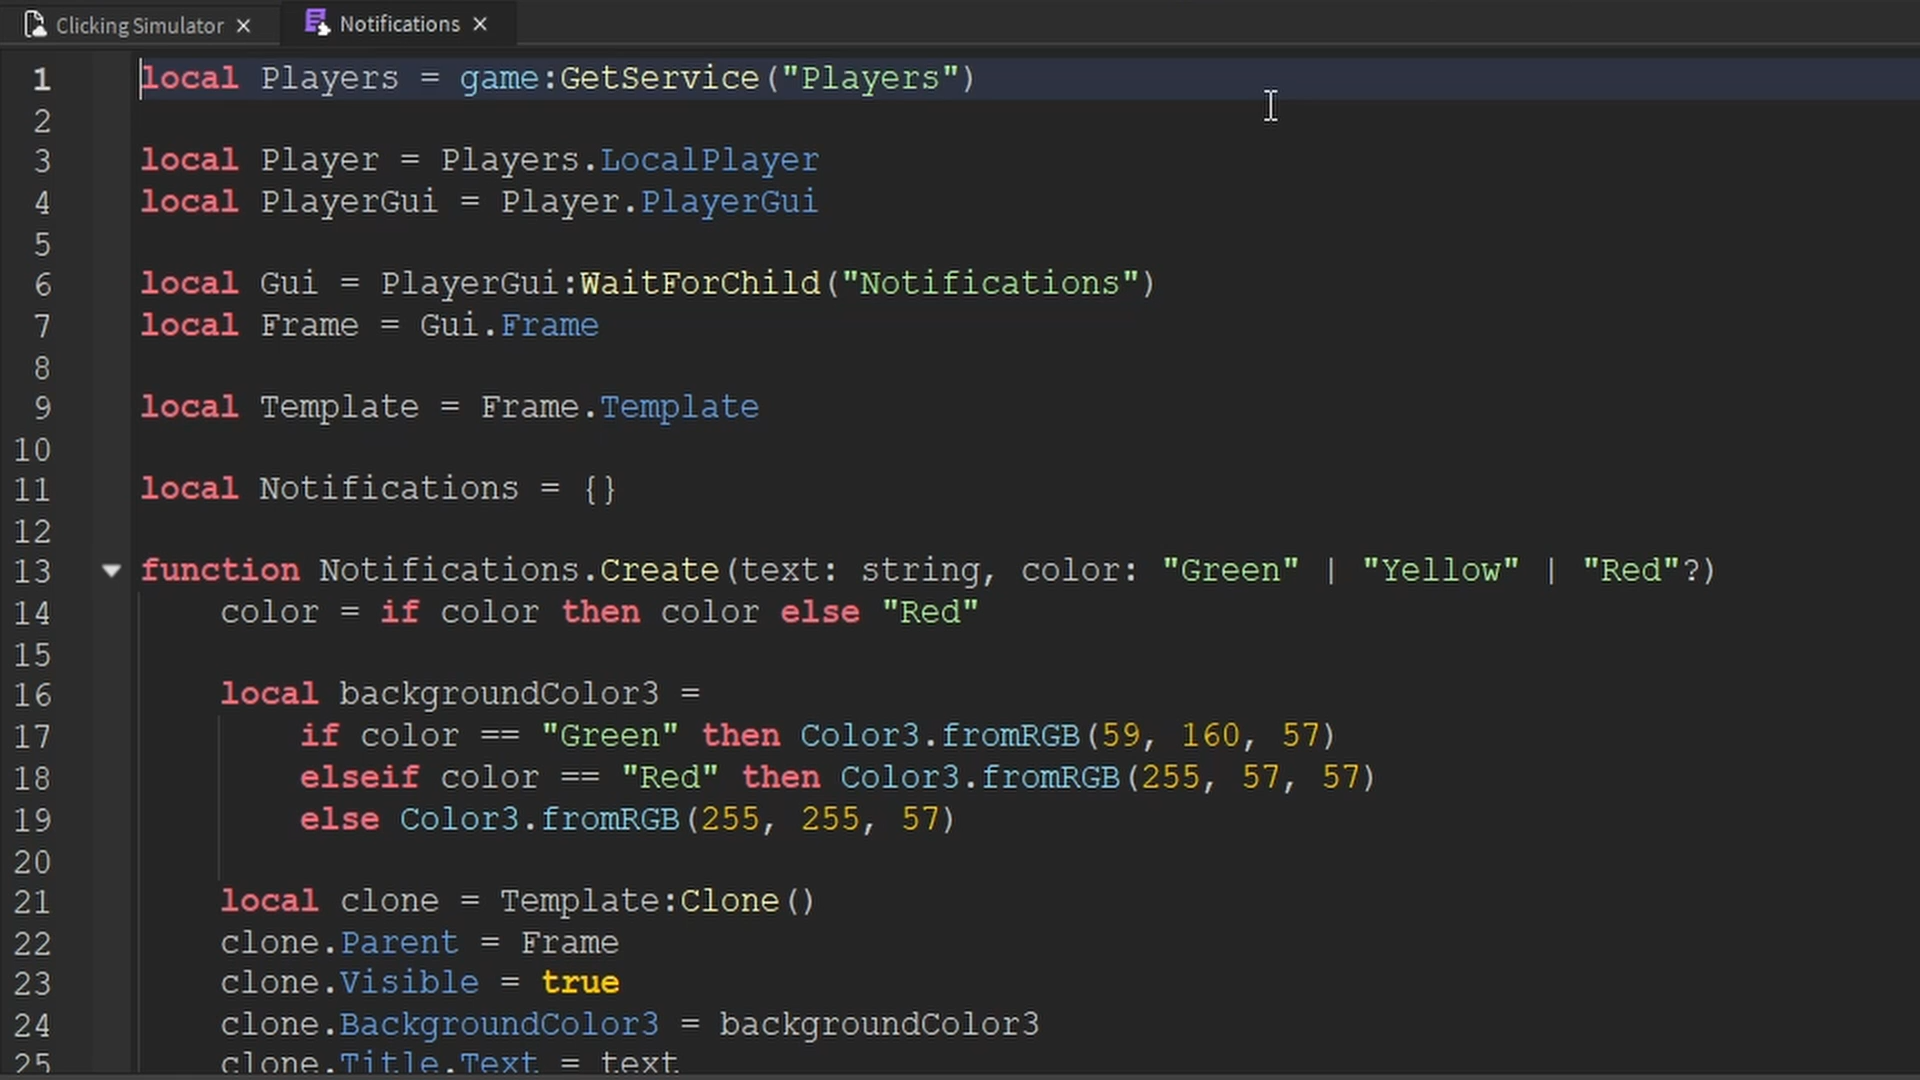 Clicking Simulator × Notifications ×
1 local Players = game:GetService("Players")
2
3 local Player = Players.LocalPlayer
4 local PlayerGui = Player.PlayerGui
5
6 local Gui = PlayerGui:WaitForChild("Notifications")
7 local Frame = Gui.Frame
8
9 local Template = Frame.Template
10
11 local Notifications = {}
12
13 function Notifications.Create(text: string, color: "Green" | "Yellow" | "Red"?)
14 color = if color then color else "Red"
15
16 local backgroundColor3 =
17 if color == "Green" then Color3.fromRGB(59, 160, 57)
18 elseif color == "Red" then Color3.fromRGB(255, 57, 57)
19 else Color3.fromRGB(255, 255, 57)
20
21 local clone = Template:Clone()
22 clone.Parent = Frame
23 clone.Visible = true
24 clone.BackgroundColor3 = backgroundColor3
25 clone.Title.Text = text